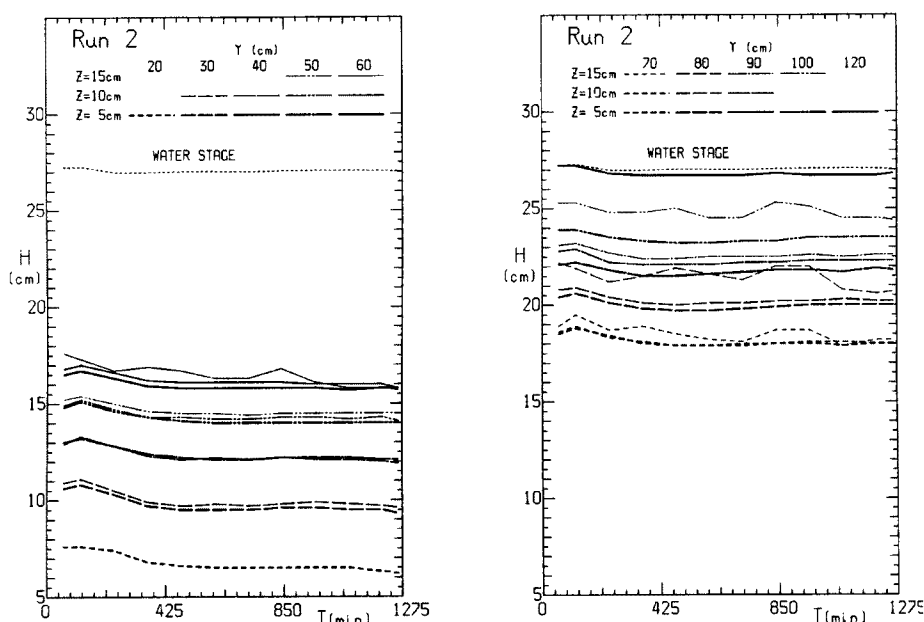 Run 2
Y (cm)
20 30 40 50 60
Z=15cm
Z=10cm
Z= 5cm
WATER STAGE
30
25
H
(cm)
20
15
10
5
0 425 850 1275
T(min)
Run 2
Y (cm)
70 80 90 100 120
Z=15cm
Z=10cm
Z= 5cm
WATER STAGE
30
25
H
(cm)
20
15
10
5
0 425 850 1275
T(min)